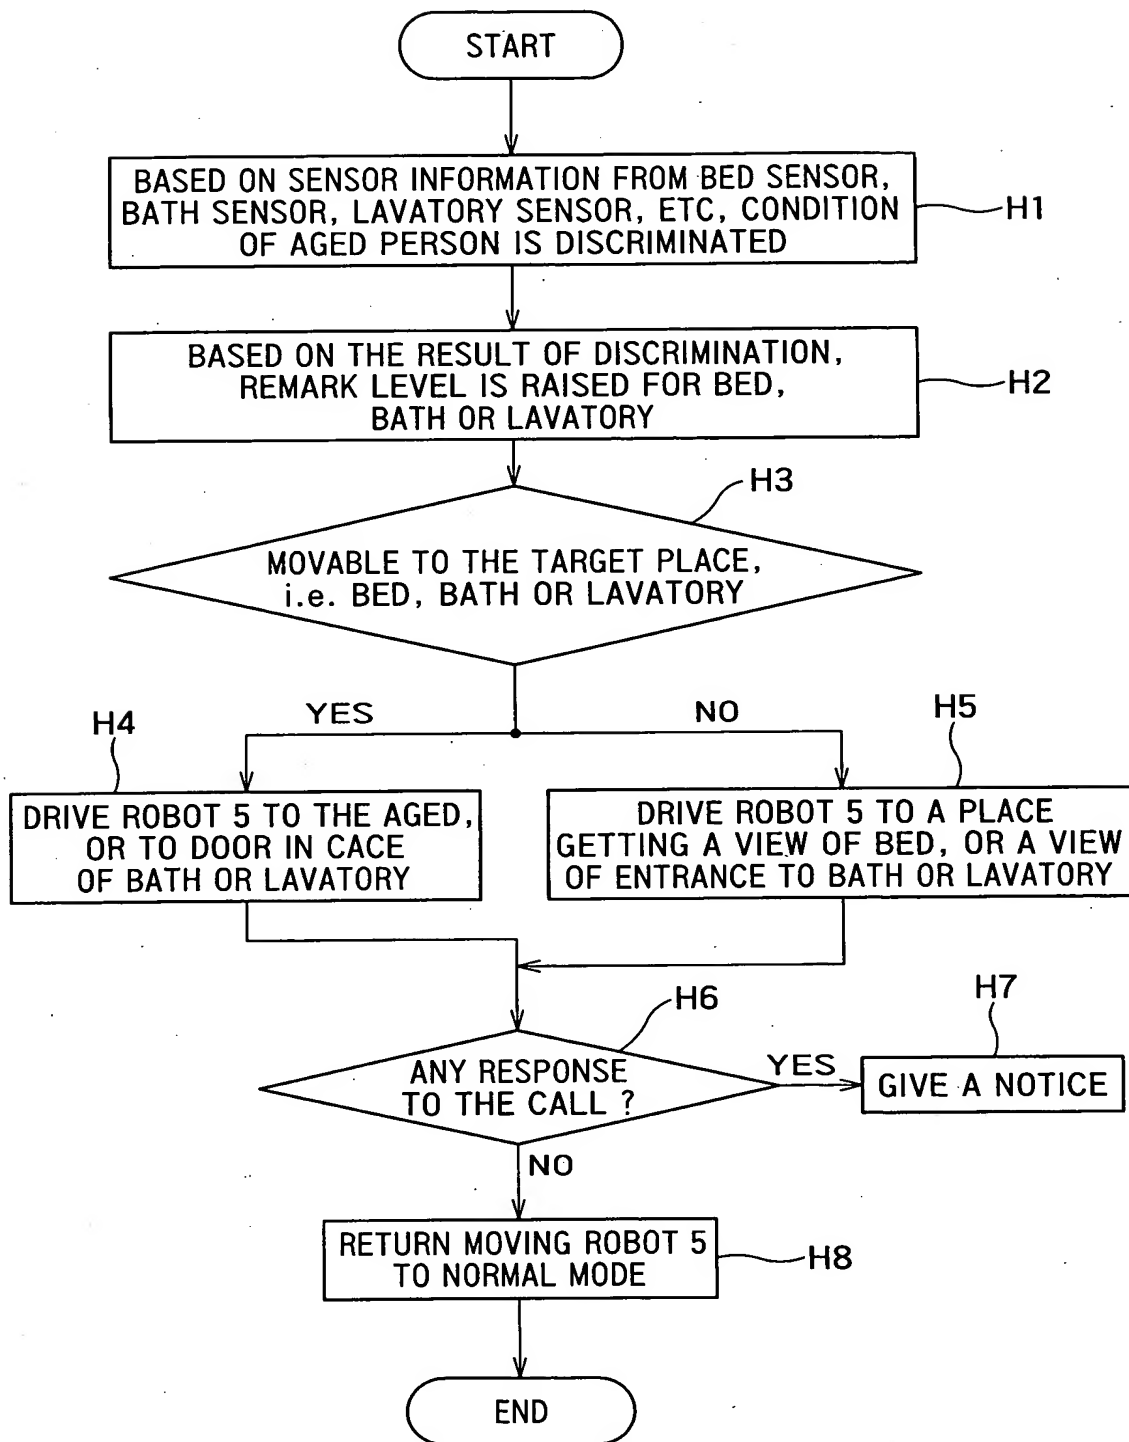 START
BASED ON SENSOR INFORMATION FROM BED SENSOR,
BATH SENSOR, LAVATORY SENSOR, ETC, CONDITION
OF AGED PERSON IS DISCRIMINATED
H1
BASED ON THE RESULT OF DISCRIMINATION,
REMARK LEVEL IS RAISED FOR BED,
BATH OR LAVATORY
H2
H3
MOVABLE TO THE TARGET PLACE,
i.e. BED, BATH OR LAVATORY
YES
NO
H4
H5
DRIVE ROBOT 5 TO THE AGED,
OR TO DOOR IN CACE
OF BATH OR LAVATORY
DRIVE ROBOT 5 TO A PLACE
GETTING A VIEW OF BED, OR A VIEW
OF ENTRANCE TO BATH OR LAVATORY
H6
H7
ANY RESPONSE
TO THE CALL ?
YES
GIVE A NOTICE
NO
RETURN MOVING ROBOT 5
TO NORMAL MODE
H8
END